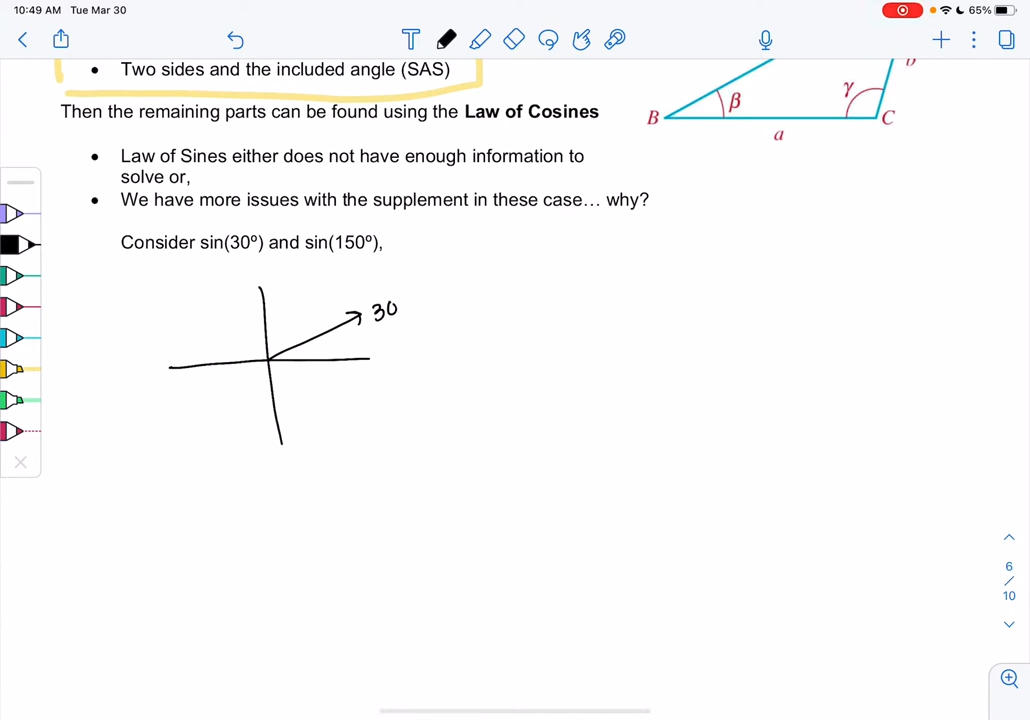 10:49 AM Tue Mar 30
65%
T
• Two sides and the included angle (SAS)
Then the remaining parts can be found using the Law of Cosines
• Law of Sines either does not have enough information to
solve or,
• We have more issues with the supplement in these case… why?
Consider sin(30º) and sin(150º),
30
B
β
γ
C
a
6
/
10